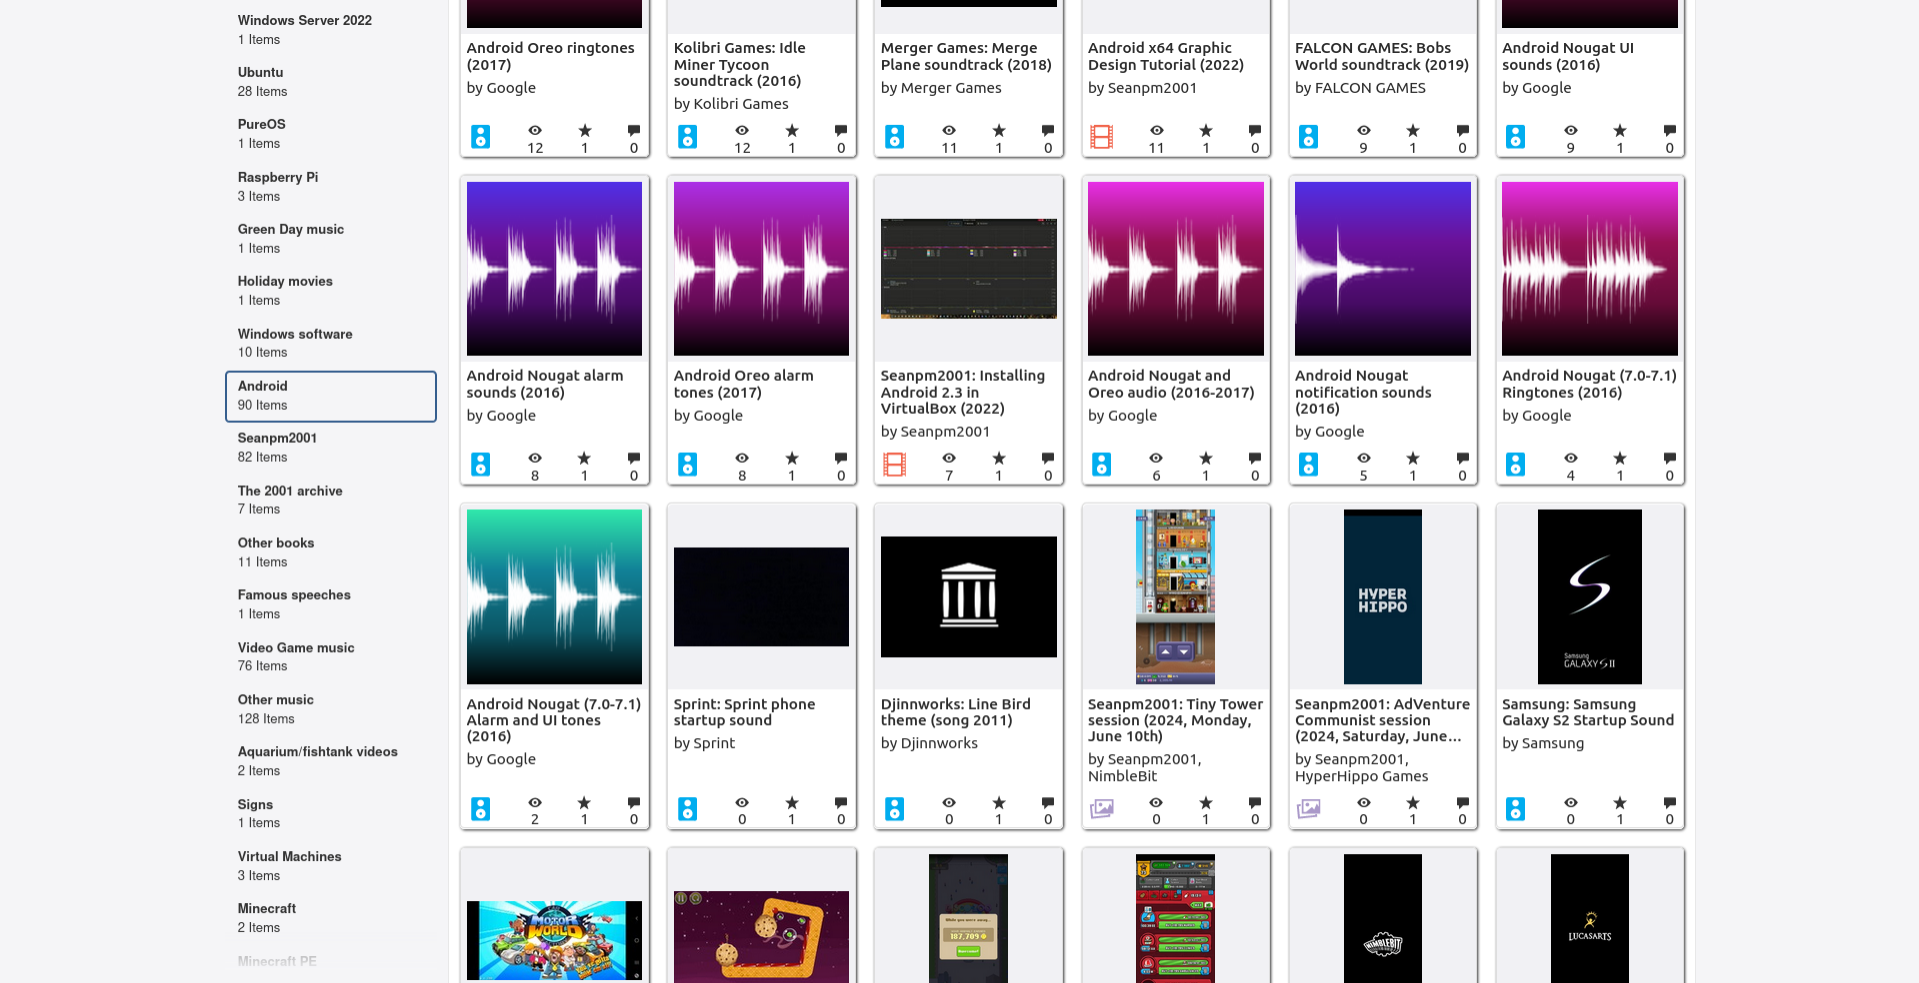 Windows Server 2022
1 Items
Ubuntu
28 Items
PureOS
1 Items
Raspberry Pi
3 Items
Green Day music
1 Items
Holiday movies
1 Items
Windows software
10 Items
Android
90 Items
Seanpm2001
82 Items
The 2001 archive
7 Items
Other books
11 Items
Famous speeches
1 Items
Video Game music
76 Items
Other music
128 Items
Aquarium/fishtank videos
2 Items
Signs
1 Items
Virtual Machines
3 Items
Minecraft
2 Items
Minecraft PE
Android Oreo ringtones
(2017)
by Google
12 1 0
Kolibri Games: Idle
Miner Tycoon
soundtrack (2016)
by Kolibri Games
12 1 0
Merger Games: Merge
Plane soundtrack (2018)
by Merger Games
11 1 0
Android x64 Graphic
Design Tutorial (2022)
by Seanpm2001
11 1 0
FALCON GAMES: Bobs
World soundtrack (2019)
by FALCON GAMES
9 1 0
Android Nougat UI
sounds (2016)
by Google
9 1 0
Android Nougat alarm
sounds (2016)
by Google
8 1 0
Android Oreo alarm
tones (2017)
by Google
8 1 0
Seanpm2001: Installing
Android 2.3 in
VirtualBox (2022)
by Seanpm2001
7 1 0
Android Nougat and
Oreo audio (2016-2017)
by Google
6 1 0
Android Nougat
notification sounds
(2016)
by Google
5 1 0
Android Nougat (7.0-7.1)
Ringtones (2016)
by Google
4 1 0
Android Nougat (7.0-7.1)
Alarm and UI tones
(2016)
by Google
2 1 0
Sprint: Sprint phone
startup sound
by Sprint
0 1 0
Djinnworks: Line Bird
theme (song 2011)
by Djinnworks
0 1 0
Seanpm2001: Tiny Tower
session (2024, Monday,
June 10th)
by Seanpm2001,
NimbleBit
0 1 0
HYPER
HIPPO
Seanpm2001: AdVenture
Communist session
(2024, Saturday, June...
by Seanpm2001,
HyperHippo Games
0 1 0
Samsung
GALAXY S II
Samsung: Samsung
Galaxy S2 Startup Sound
by Samsung
0 1 0
MOTOR
WORLD
While you were away...
187,709
NIMBLEBIT
LUCASARTS